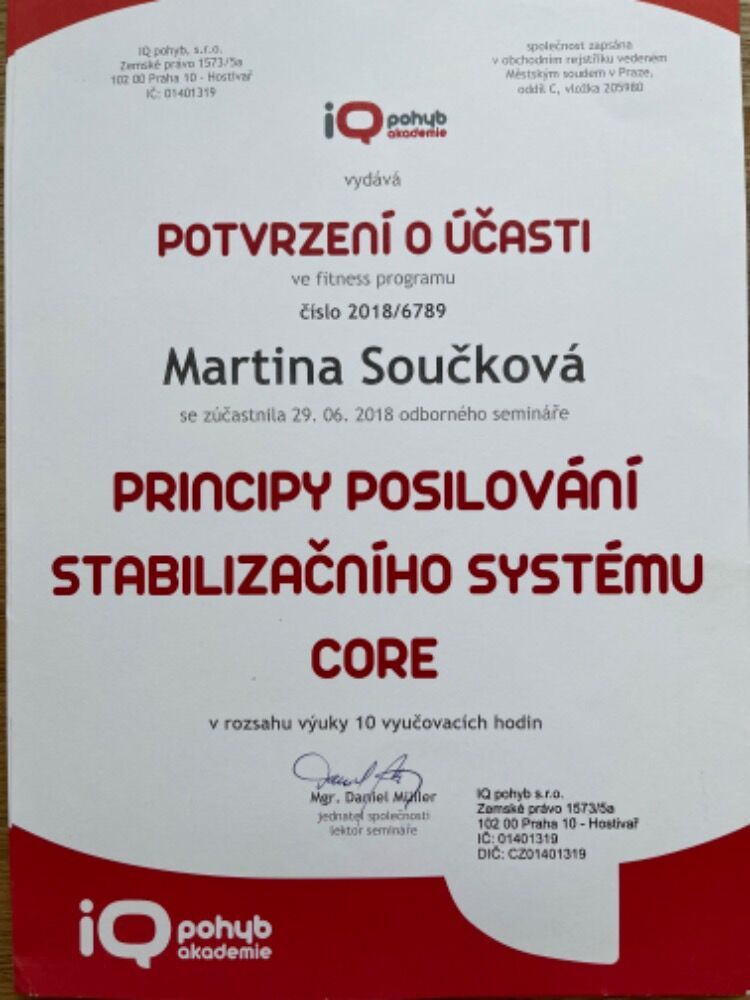 IQ pohyb, s.r.o.
Zemské právo 1573/5a
102 00 Praha 10 - Hostivař
IČ: 01401319
společnost zapsána
v obchodním rejstříku vedeném
Městským soudem v Praze,
oddíl C, vložka 205980
iQ pohyb
akademie
vydává
POTVRZENÍ O ÚČASTI
ve fitness programu
číslo 2018/6789
Martina Součková
se zúčastnila 29. 06. 2018 odborného semináře
PRINCIPY POSILOVÁNÍ
STABILIZAČNÍHO SYSTÉMU
CORE
v rozsahu výuky 10 vyučovacích hodin
Mgr. Daniel Müller
jednatel společnosti
lektor semináře
IQ pohyb s.r.o.
Zemské právo 1573/5a
102 00 Praha 10 - Hostivař
IČ: 01401319
DIČ: CZ01401319
iQ pohyb
akademie